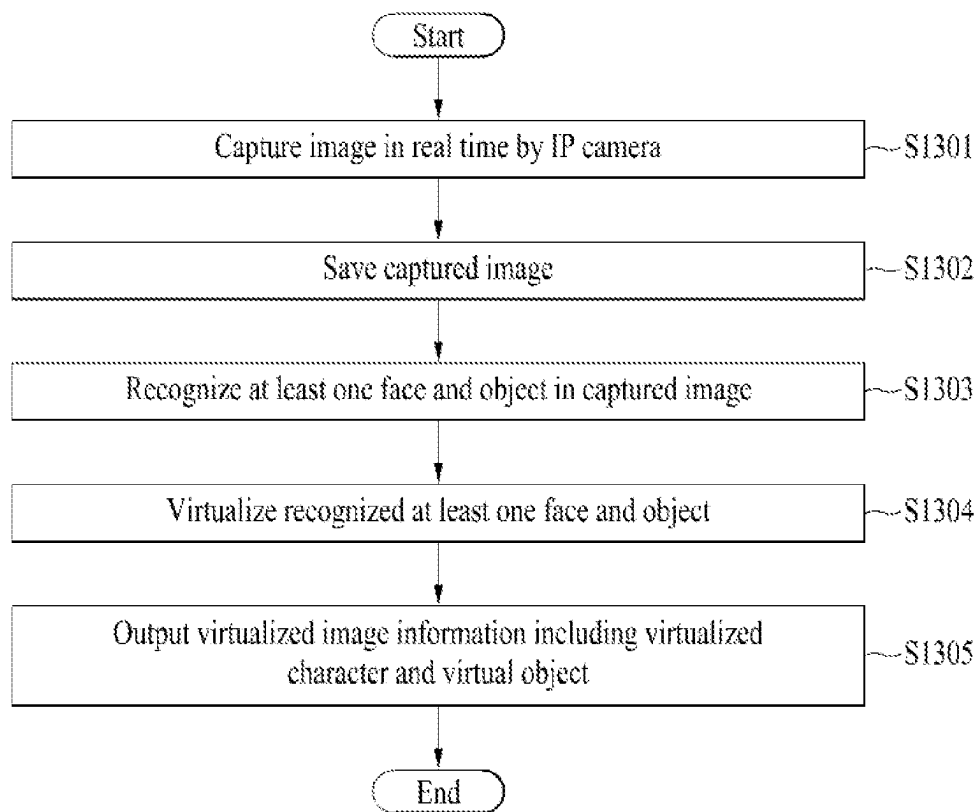 Start
Capture image in real time by IP camera
S1301
Save captured image
S1302
Recognize at least one face and object in captured image
S1303
Virtualize recognized at least one face and object
S1304
Output virtualized image information including virtualized
character and virtual object
S1305
End